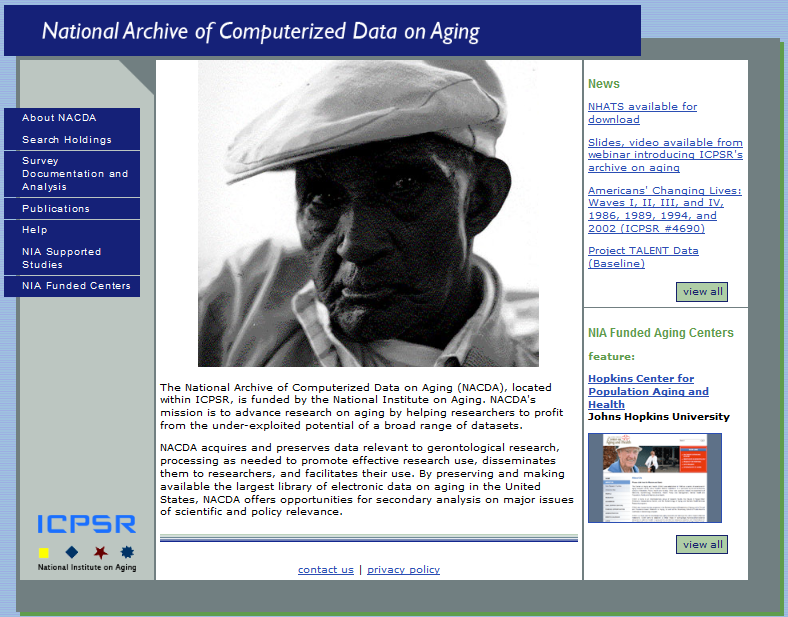 National Archive of Computerized Data on Aging
About NACDA
Search Holdings
Survey
Documentation and
Analysis
Publications
Help
NIA Supported
Studies
NIA Funded Centers
ICPSR
National Institute on Aging
The National Archive of Computerized Data on Aging (NACDA), located
within ICPSR, is funded by the National Institute on Aging. NACDA's
mission is to advance research on aging by helping researchers to profit
from the under-exploited potential of a broad range of datasets.
NACDA acquires and preserves data relevant to gerontological research,
processing as needed to promote effective research use, disseminates
them to researchers, and facilitates their use. By preserving and making
available the largest library of electronic data on aging in the United
States, NACDA offers opportunities for secondary analysis on major issues
of scientific and policy relevance.
contact us | privacy policy
News
NHATS available for
download
Slides, video available from
webinar introducing ICPSR's
archive on aging
Americans' Changing Lives:
Waves I, II, III, and IV,
1986, 1989, 1994, and
2002 (ICPSR #4690)
Project TALENT Data
(Baseline)
view all
NIA Funded Aging Centers
feature:
Hopkins Center for
Population Aging and
Health
Johns Hopkins University
view all